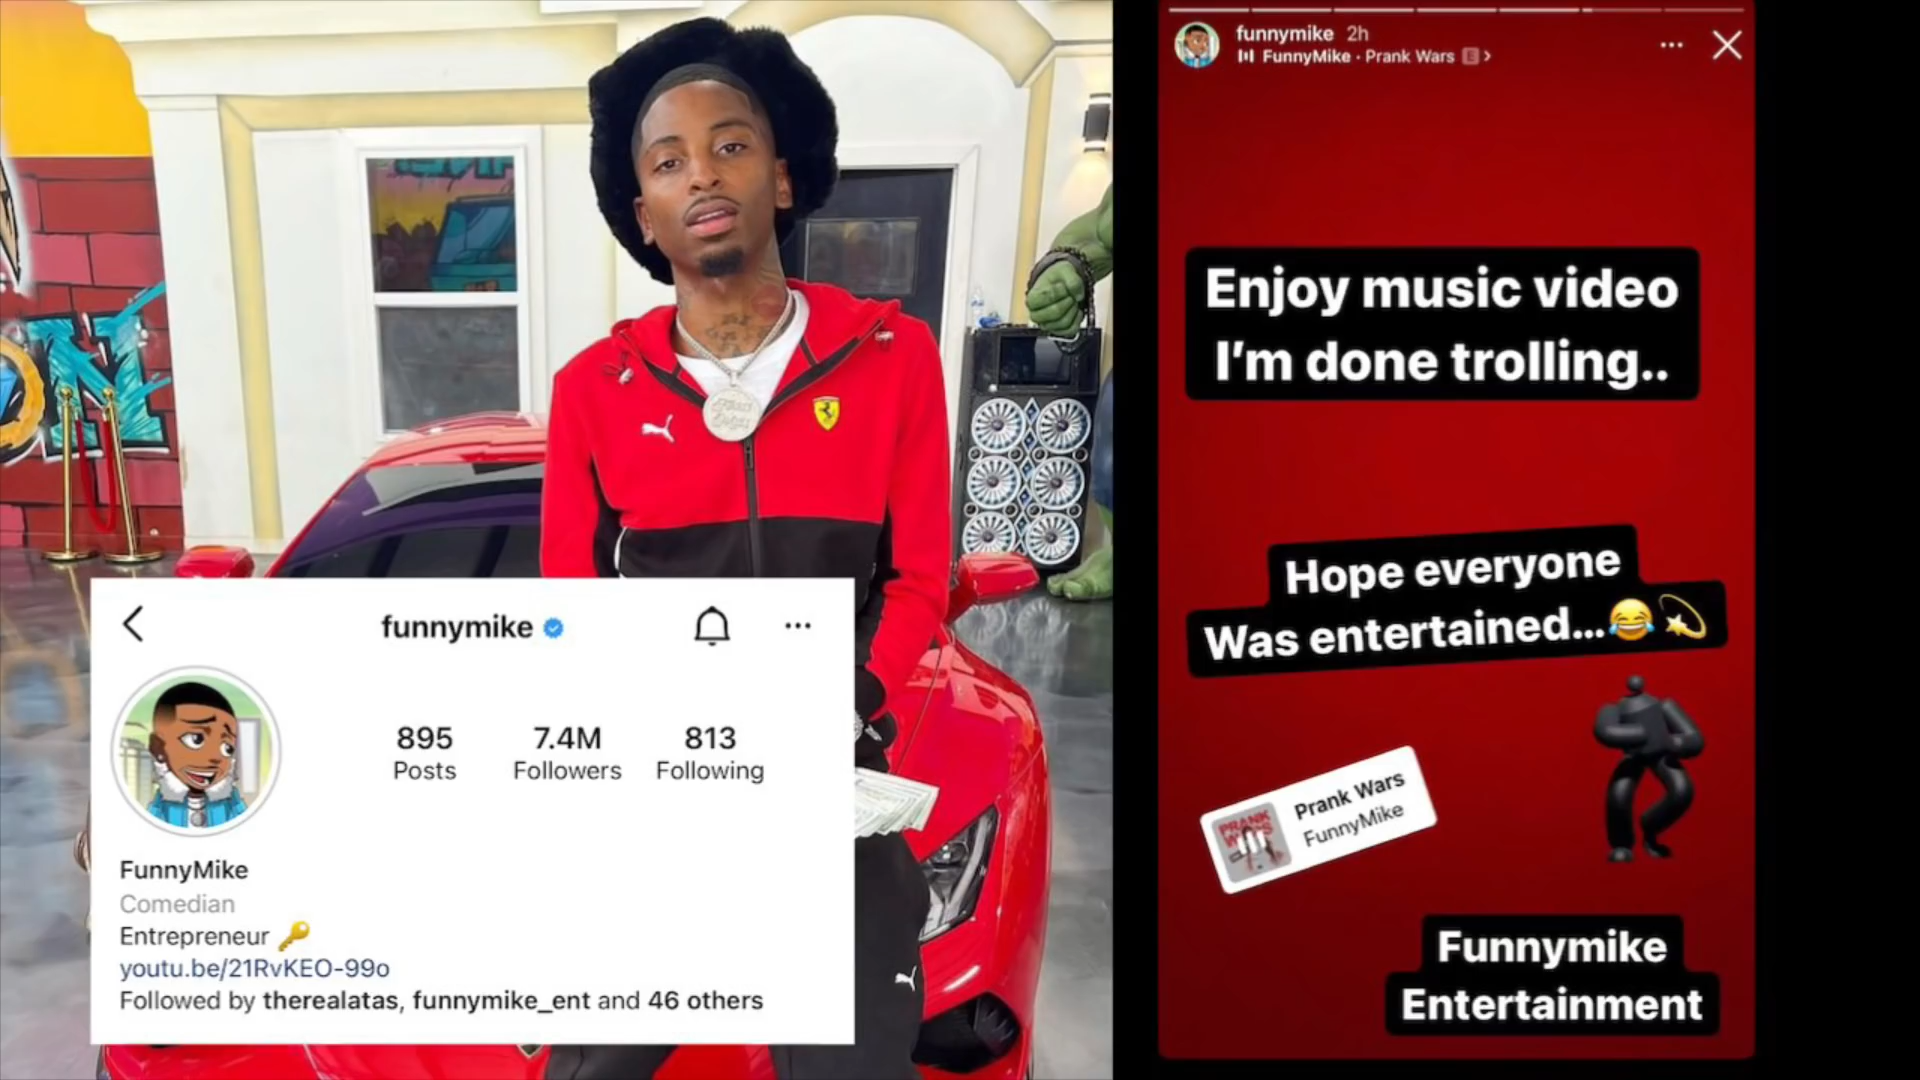 funnymike
895
Posts
7.4M
Followers
813
Following
FunnyMike
Comedian
Entrepreneur 🔑
youtu.be/21RvKEO-99o
Followed by therealatas, funnymike_ent and 46 others
funnymike 2h
FunnyMike · Prank Wars E >
Enjoy music video
I'm done trolling..
Hope everyone
Was entertained...😂💫
PRANK
WARS
Prank Wars
FunnyMike
Funnymike
Entertainment